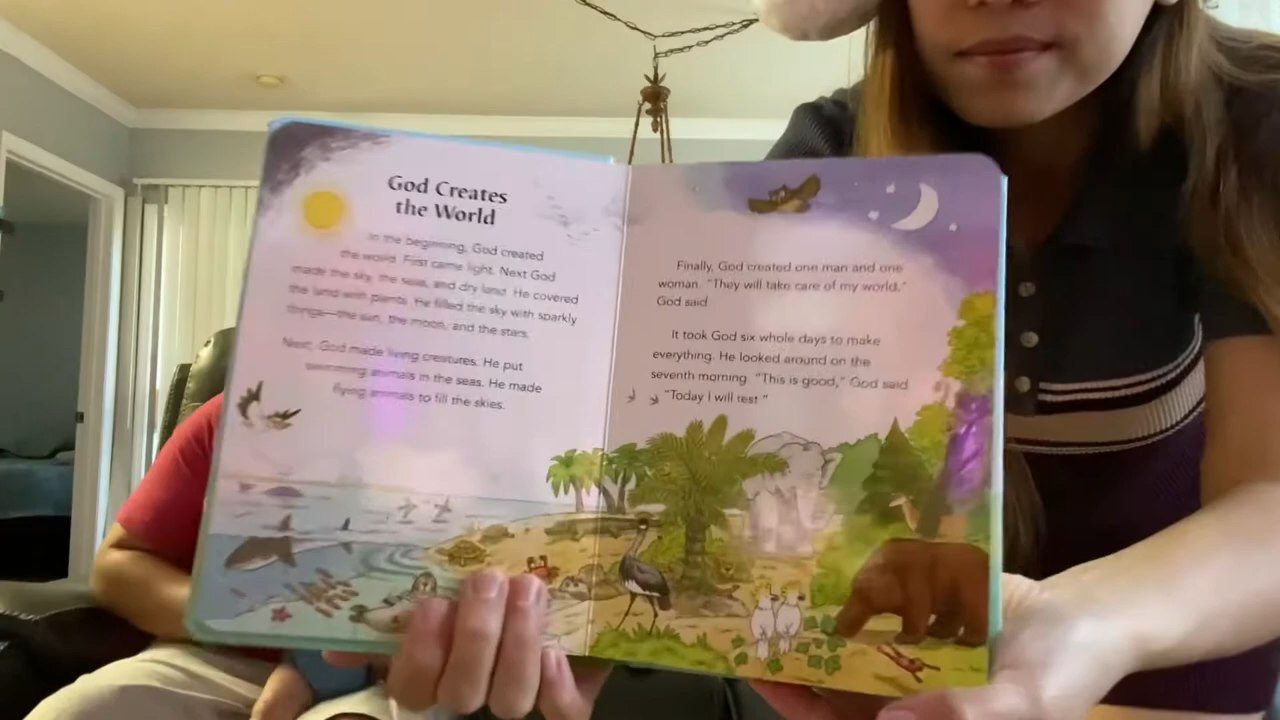 God Creates
the World
In the beginning, God created
the world. First came light. Next God
made the sky, the seas, and dry land. He covered
the land with plants. He filled the sky with sparkly
things—the sun, the moon, and the stars.
Next, God made living creatures. He put
swimming animals in the seas. He made
flying animals to fill the skies.
Finally, God created one man and one
woman. "They will take care of my world,"
God said.
It took God six whole days to make
everything. He looked around on the
seventh morning. "This is good," God said.
"Today I will rest."